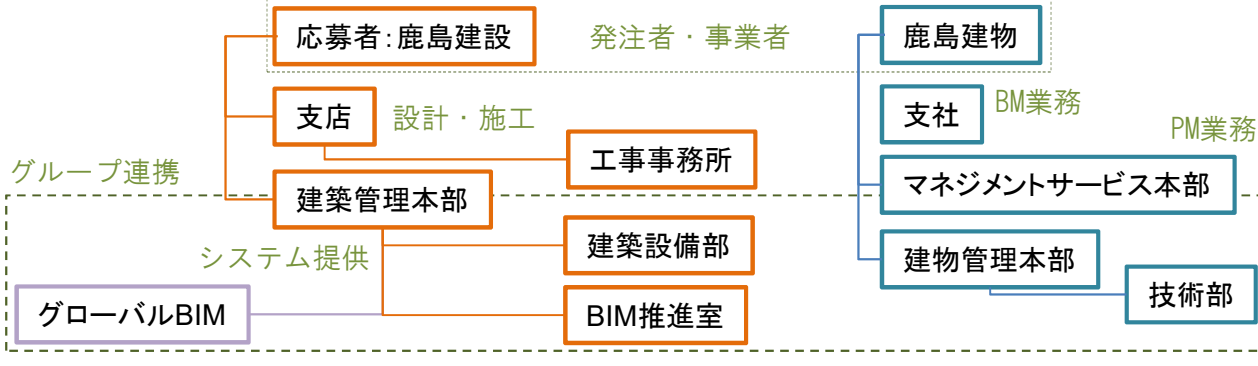 応募者：鹿島建設
発注者・事業者
鹿島建物
支店
設計・施工
支社
BM業務
PM業務
工事事務所
グループ連携
マネジメントサービス本部
建築管理本部
建築設備部
建物管理本部
システム提供
技術部
グローバルBIM
BIM推進室